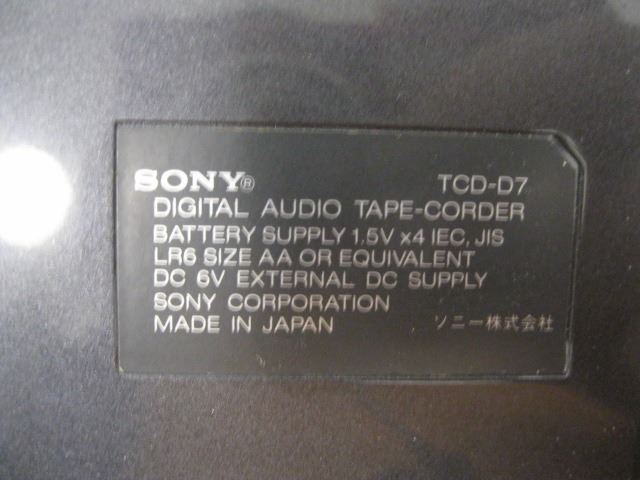 SONY® TCD-D7
DIGITAL AUDIO TAPE-CORDER
BATTERY SUPPLY 1,5V x4 IEC, JIS
LR6 SIZE AA OR EQUIVALENT
DC 6V EXTERNAL DC SUPPLY
SONY CORPORATION
MADE IN JAPAN ソニー株式会社